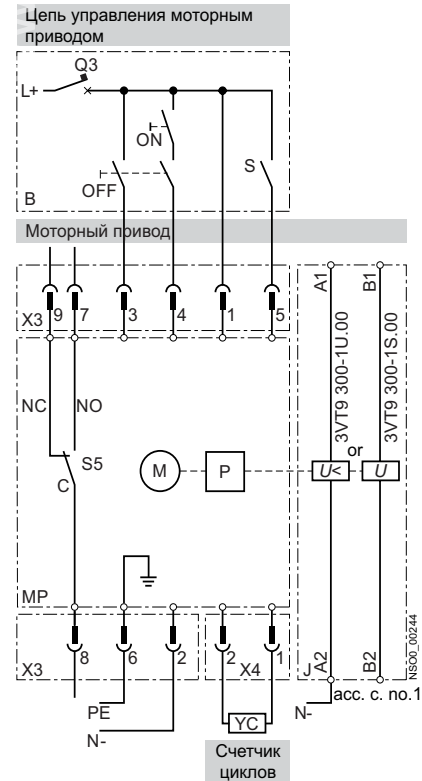 Цепь управления моторным
приводом
Q3
L+
ON
OFF
S
B
Моторный привод
X3
9
7
3
4
1
5
A1
B1
3VT9 300-1U.00
3VT9 300-1S.00
or
NC
NO
S5
C
M
P
U<
U
MP
X3
8
6
2
2
1
X4
J
A2
B2
NSO0_00244
PE
N-
YC
N-
acc. c. no.1
Счетчик
циклов